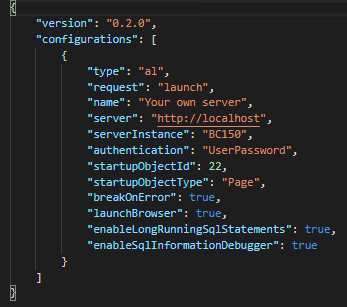 {
"version": "0.2.0",
"configurations": [
{
"type": "al",
"request": "launch",
"name": "Your own server",
"server": "http://localhost",
"serverInstance": "BC150",
"authentication": "UserPassword",
"startupObjectId": 22,
"startupObjectType": "Page",
"breakOnError": true,
"launchBrowser": true,
"enableLongRunningSqlStatements": true,
"enableSqlInformationDebugger": true
}
]
}